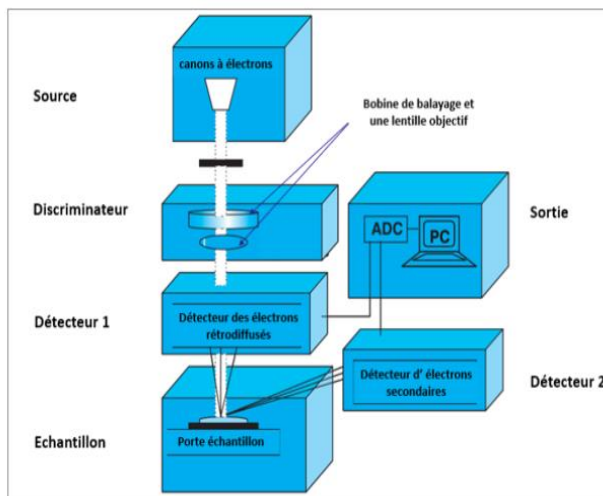 canons à électrons
Source
Bobine de balayage et
une lentille objectif
Discriminateur
Sortie
ADC
PC
Détecteur 1
Détecteur des électrons
rétrodiffusés
Détecteur d' électrons
secondaires
Détecteur 2
Echantillon
Porte échantillon